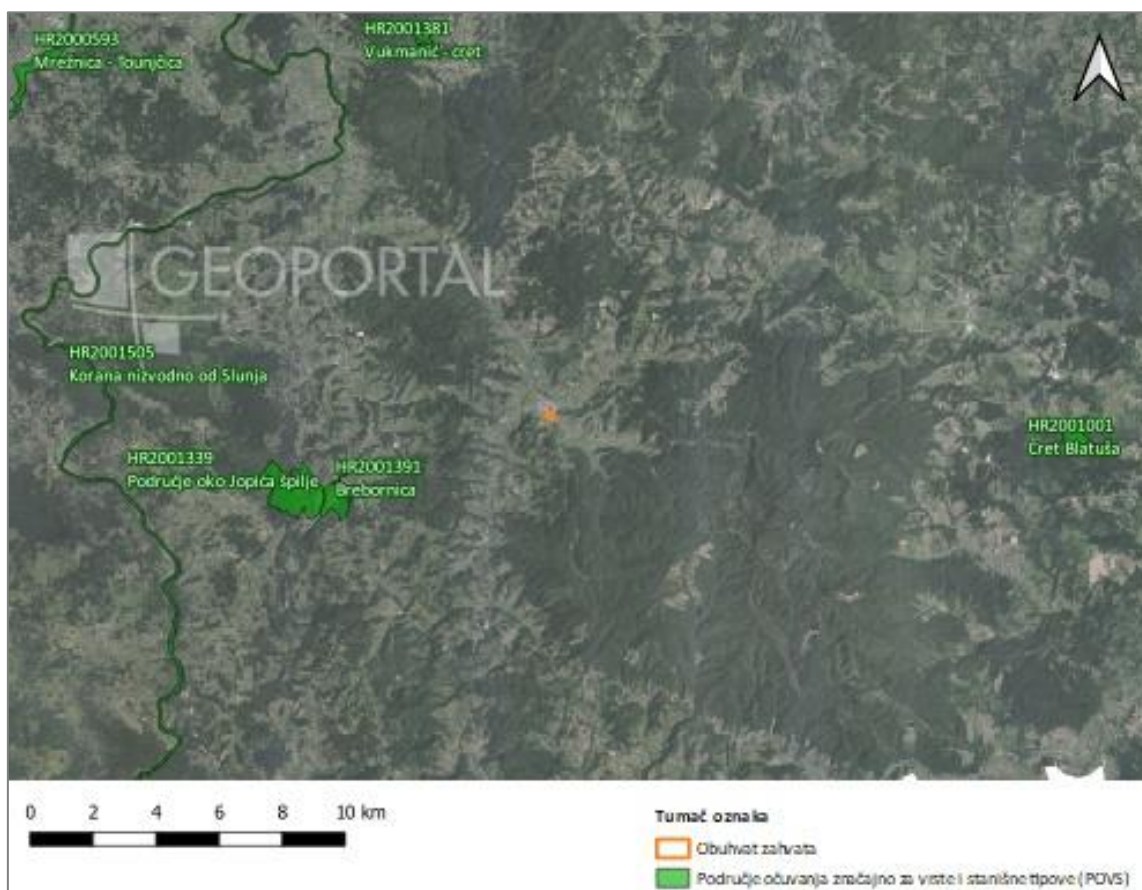 HR2000593
Mrežnica - Tounjčica
HR2001381
Vukmanić - cret
GEOPORTAL
HR2001505
Korana nizvodno od Slunja
HR2001339
Područje oko Jopića špilje
HR2001391
Brebornica
HR2001001
Cret Blatuša
0 2 4 6 8 10 km
Tumač oznaka
Obuhvat zahvata
Područje očuvanja značajno za vrste i stanišne tipove (POVS)